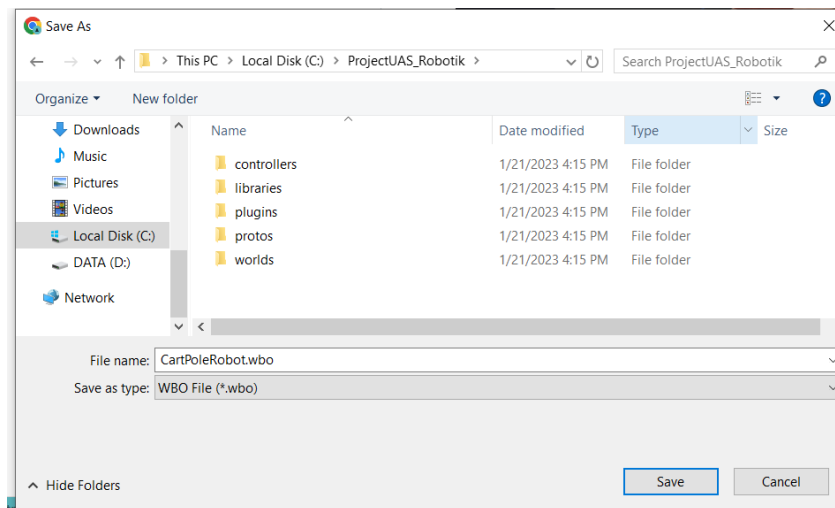 Save As
This PC > Local Disk (C:) > ProjectUAS_Robotik >
Search ProjectUAS_Robotik
Organize
New folder
?
Downloads
Music
Pictures
Videos
Local Disk (C:)
DATA (D:)
Network
Name Date modified Type Size
controllers 1/21/2023 4:15 PM File folder
libraries 1/21/2023 4:15 PM File folder
plugins 1/21/2023 4:15 PM File folder
protos 1/21/2023 4:15 PM File folder
worlds 1/21/2023 4:15 PM File folder
File name: CartPoleRobot.wbo
Save as type: WBO File (*.wbo)
Hide Folders
Save
Cancel